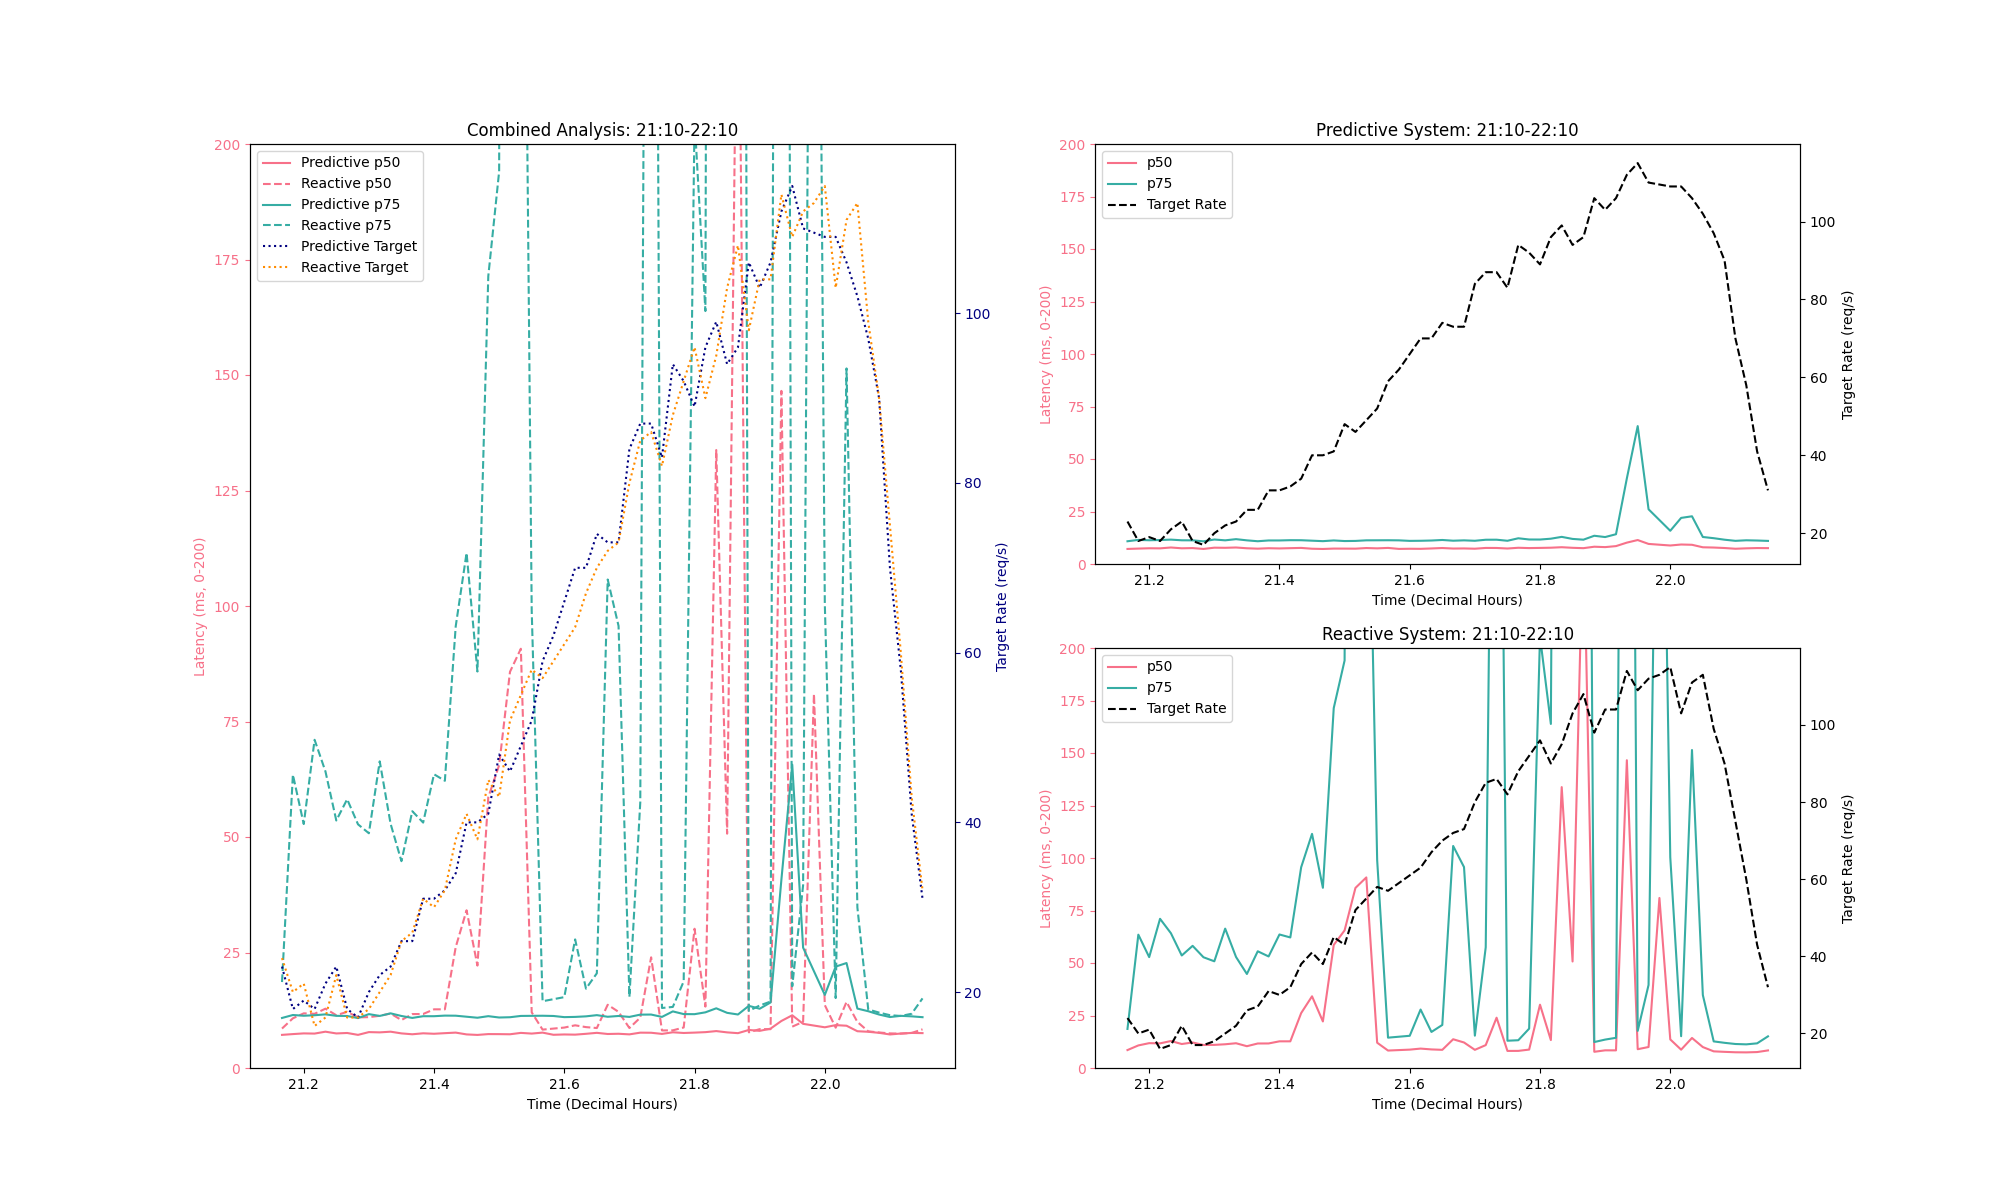 Combined Analysis: 21:10-22:10
Predictive p50
Reactive p50
Predictive p75
Reactive p75
Predictive Target
Reactive Target
200
175
150
125
100
75
50
25
0
Latency (ms, 0-200)
100
80
60
40
20
Target Rate (req/s)
21.2 21.4 21.6 21.8 22.0
Time (Decimal Hours)
Predictive System: 21:10-22:10
p50
p75
Target Rate
200
175
150
125
100
75
50
25
0
Latency (ms, 0-200)
100
80
60
40
20
Target Rate (req/s)
21.2 21.4 21.6 21.8 22.0
Time (Decimal Hours)
Reactive System: 21:10-22:10
p50
p75
Target Rate
200
175
150
125
100
75
50
25
0
Latency (ms, 0-200)
100
80
60
40
20
Target Rate (req/s)
21.2 21.4 21.6 21.8 22.0
Time (Decimal Hours)